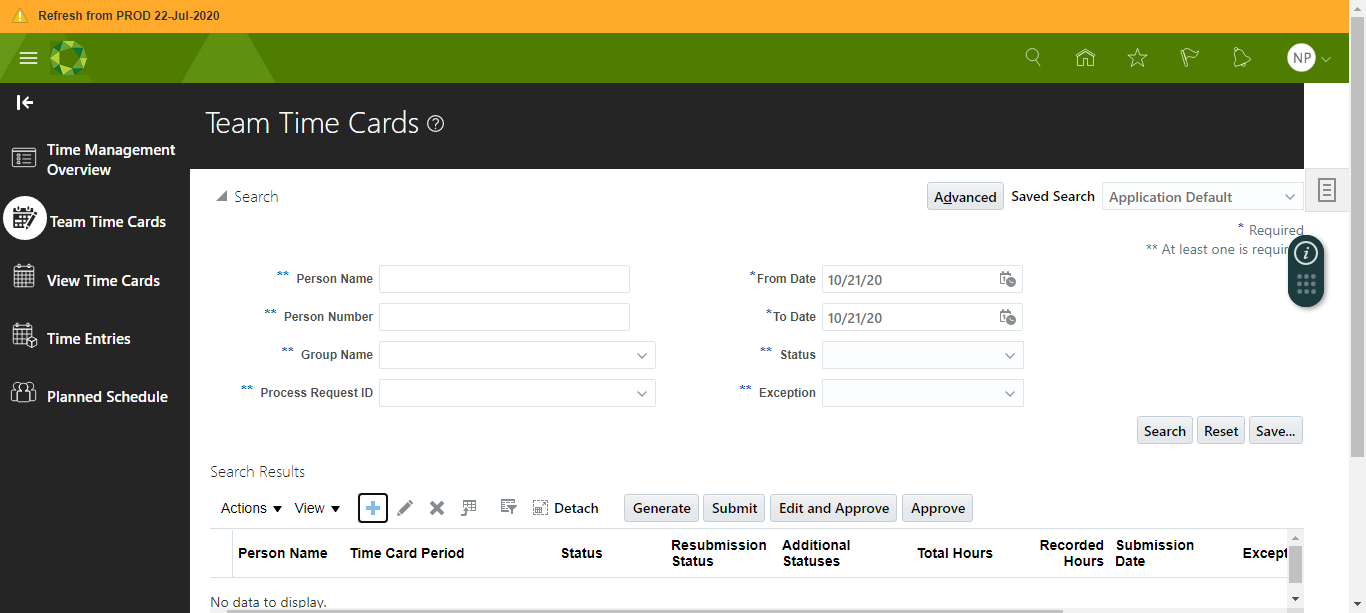 Refresh from PROD 22-Jul-2020
NP
Team Time Cards
Time Management
Overview
Team Time Cards
View Time Cards
Time Entries
Planned Schedule
Search
Advanced Saved Search Application Default
* Required
** At least one is requir
** Person Name
*From Date 10/21/20
** Person Number
*To Date 10/21/20
** Group Name
** Status
** Process Request ID
** Exception
Search Reset Save...
Search Results
Actions View Detach Generate Submit Edit and Approve Approve
Person Name Time Card Period Status Resubmission Status Additional Statuses Total Hours Recorded Hours Submission Date Except
No data to display.